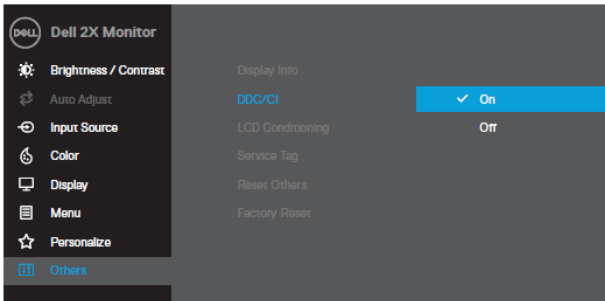 DELL Dell 2X Monitor
Brightness / Contrast
Auto Adjust
Input Source
Color
Display
Menu
Personalize
Others
Display Info
DDC/CI
LCD Conditioning
Service Tag
Reset Others
Factory Reset
On
Off